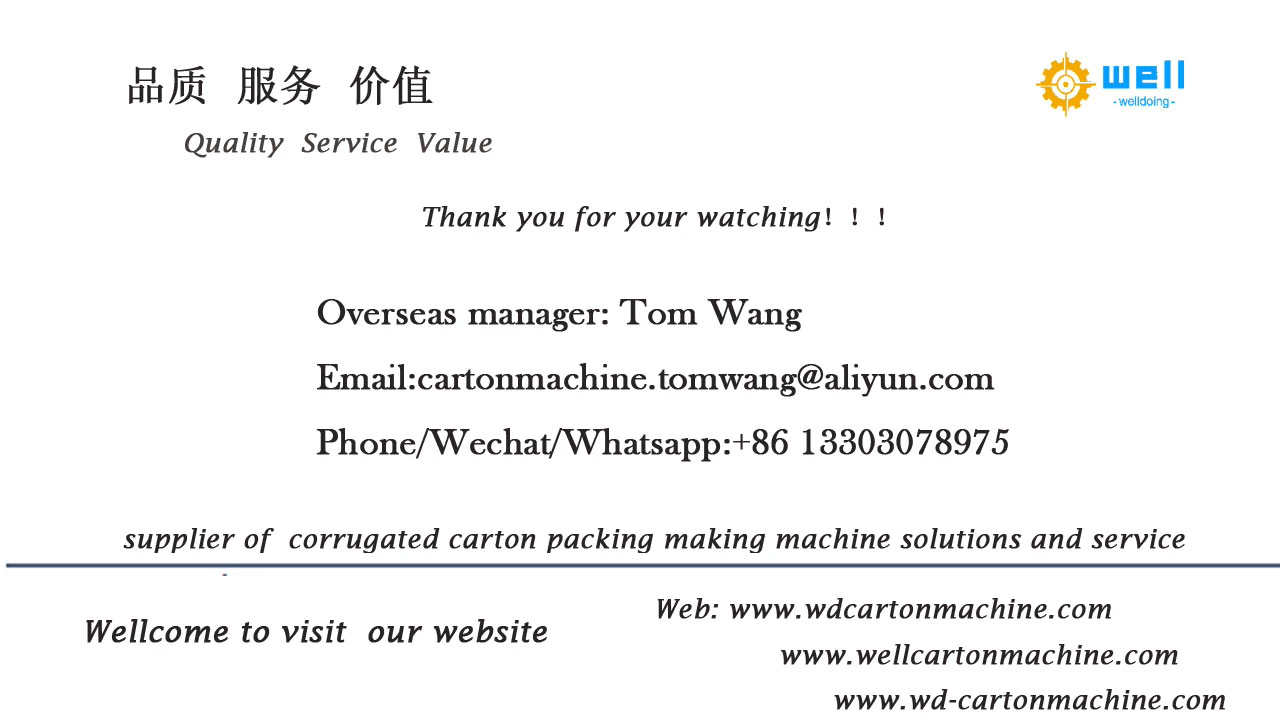 品质 服务 价值
Quality Service Value
well
-welldoing-
Thank you for your watching！！！
Overseas manager: Tom Wang
Email:cartonmachine.tomwang@aliyun.com
Phone/Wechat/Whatsapp:+86 13303078975
supplier of corrugated carton packing making machine solutions and service
Wellcome to visit our website
Web: www.wdcartonmachine.com
www.wellcartonmachine.com
www.wd-cartonmachine.com